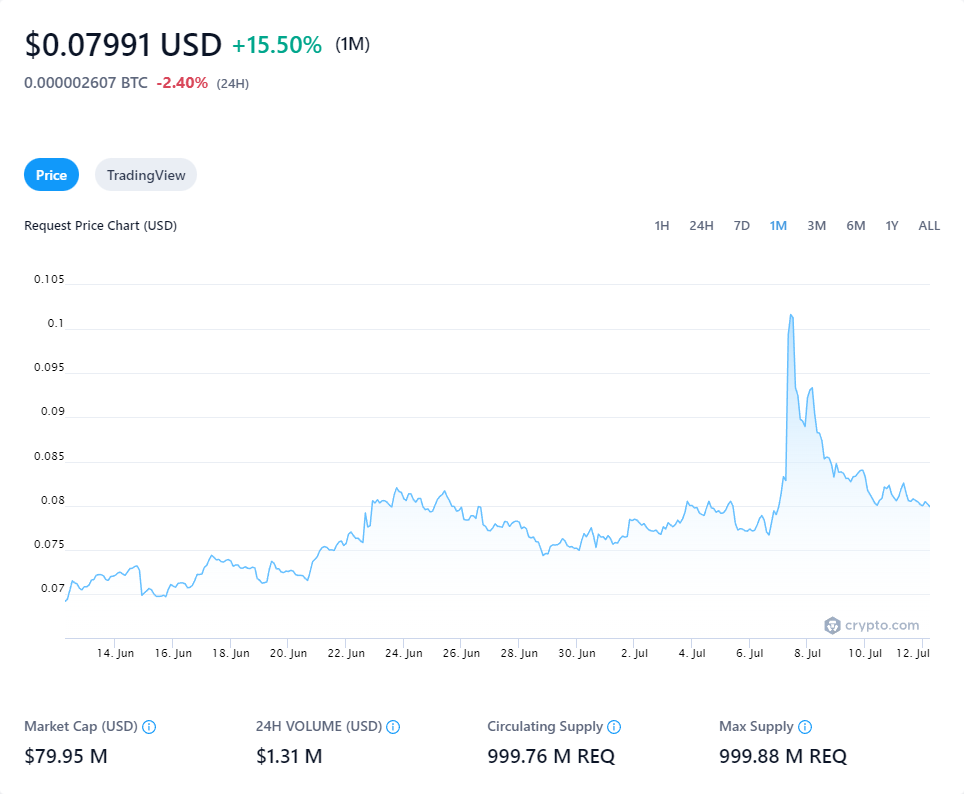 $0.07991 USD +15.50% (1M)
0.000002607 BTC -2.40% (24H)
Price TradingView
Request Price Chart (USD) 1H 24H 7D 1M 3M 6M 1Y ALL
0.105
0.1
0.095
0.09
0.085
0.08
0.075
0.07
crypto.com
14. Jun 16. Jun 18. Jun 20. Jun 22. Jun 24. Jun 26. Jun 28. Jun 30. Jun 2. Jul 4. Jul 6. Jul 8. Jul 10. Jul 12. Jul
Market Cap (USD) 24H VOLUME (USD) Circulating Supply Max Supply
$79.95 M $1.31 M 999.76 M REQ 999.88 M REQ